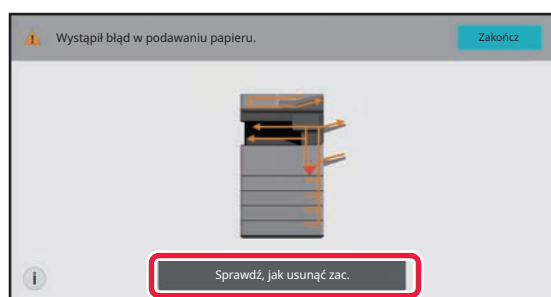 Wystąpił błąd w podawaniu papieru.
Zakończ
Sprawdź, jak usunąć zac.
i